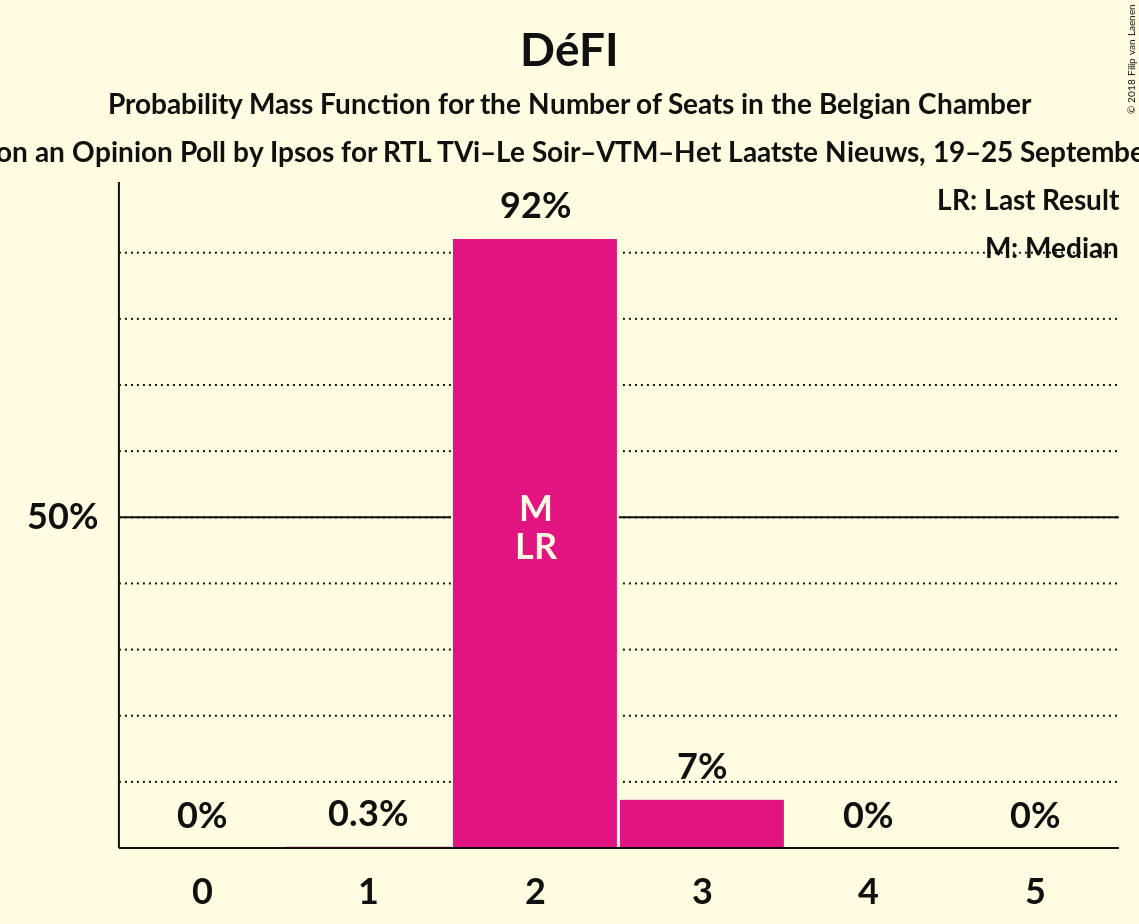 DéFI
Probability Mass Function for the Number of Seats in the Belgian Chamber
on an Opinion Poll by Ipsos for RTL TVi–Le Soir–VTM–Het Laatste Nieuws, 19–25
© 2018 Filip van Laenen
LR: Last Result
M: Median
92%
50%
M
LR
7%
0%
0.3%
0%
0%
0
1
2
3
4
5